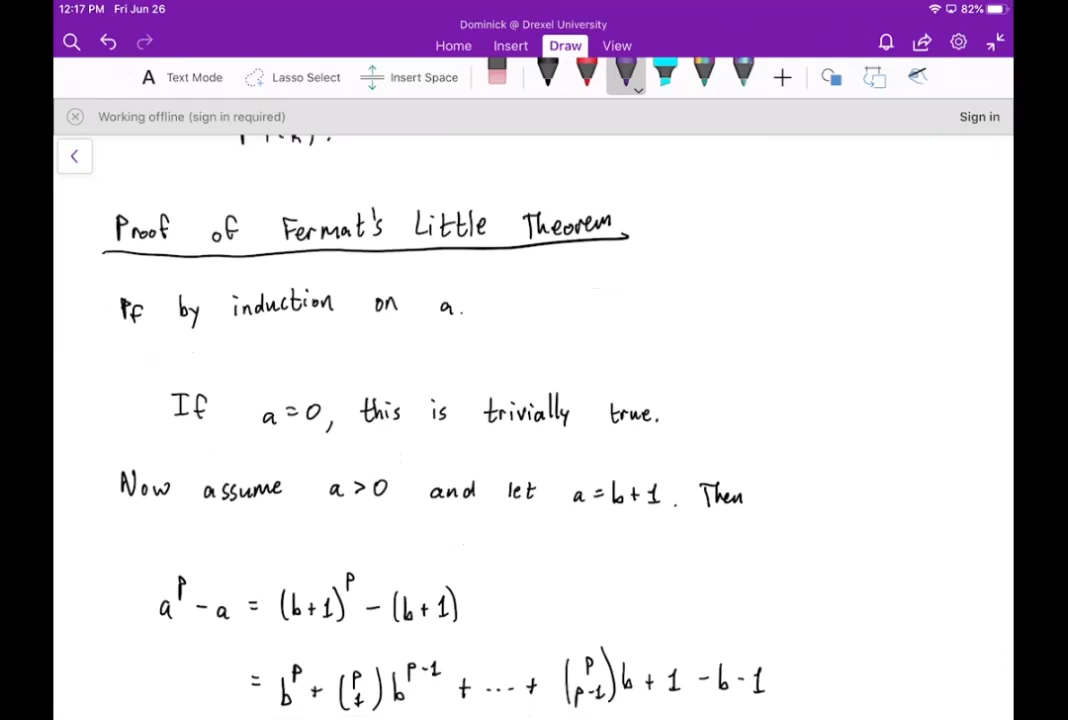 12:17 PM Fri Jun 26 82%
Dominick @ Drexel University
Home Insert Draw View
A Text Mode Lasso Select Insert Space
Working offline (sign in required) Sign in
Proof of Fermat's Little Theorem
Pf by induction on a.
If a = 0, this is trivially true.
Now assume a > 0 and let a = b + 1. Then
a^p - a = (b+1)^p - (b+1)
= b^p + (p 1) b^{p-1} + ... + (p p-1) b + 1 - b - 1